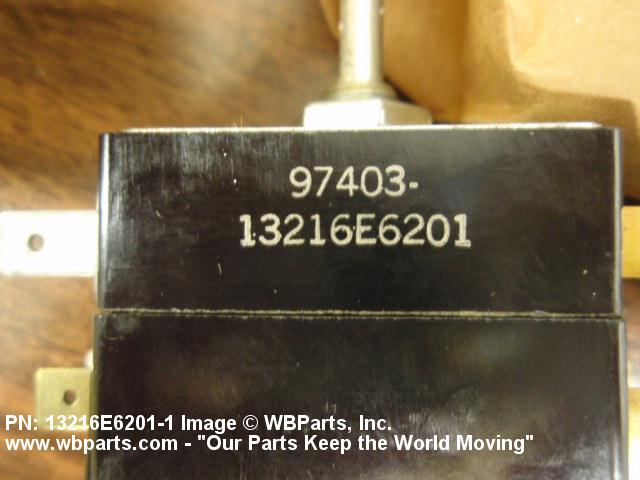 97403-
13216E6201
PN: 13216E6201-1 Image © WBParts, Inc.
www.wbparts.com - "Our Parts Keep the World Moving"